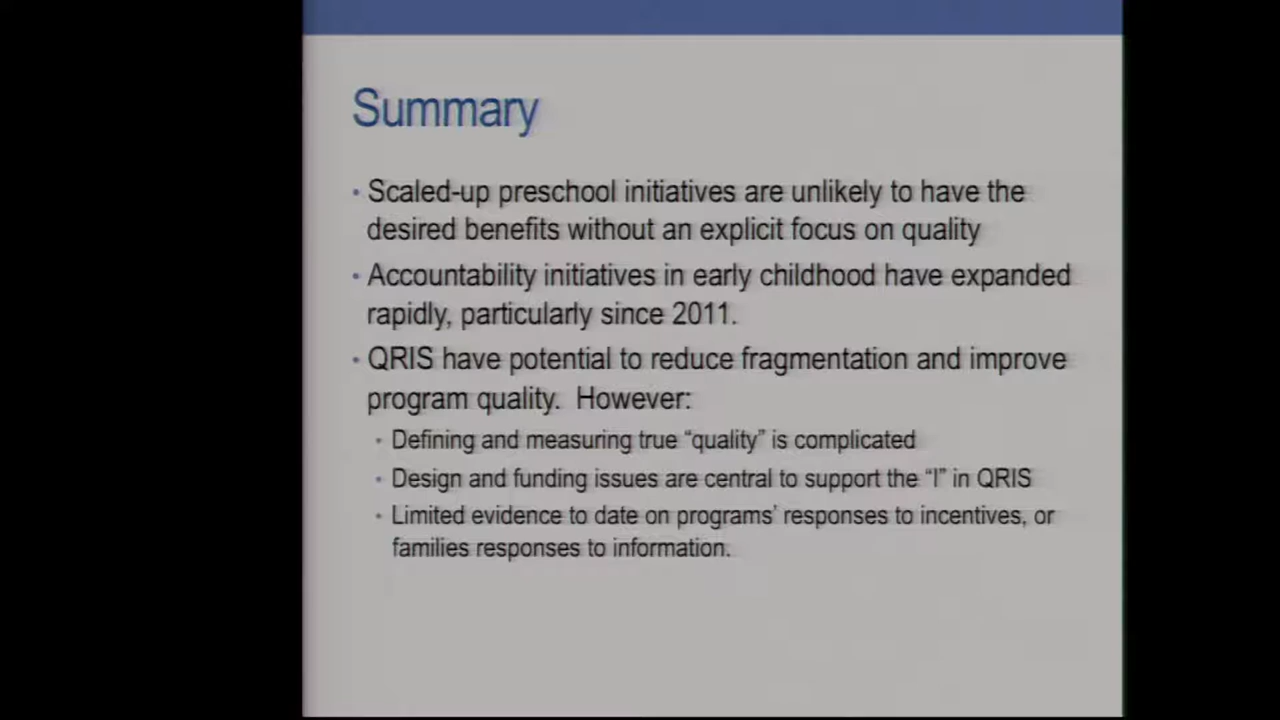 Summary
• Scaled-up preschool initiatives are unlikely to have the
desired benefits without an explicit focus on quality
• Accountability initiatives in early childhood have expanded
rapidly, particularly since 2011.
• QRIS have potential to reduce fragmentation and improve
program quality. However:
• Defining and measuring true “quality” is complicated
• Design and funding issues are central to support the “I” in QRIS
• Limited evidence to date on programs’ responses to incentives, or
families responses to information.